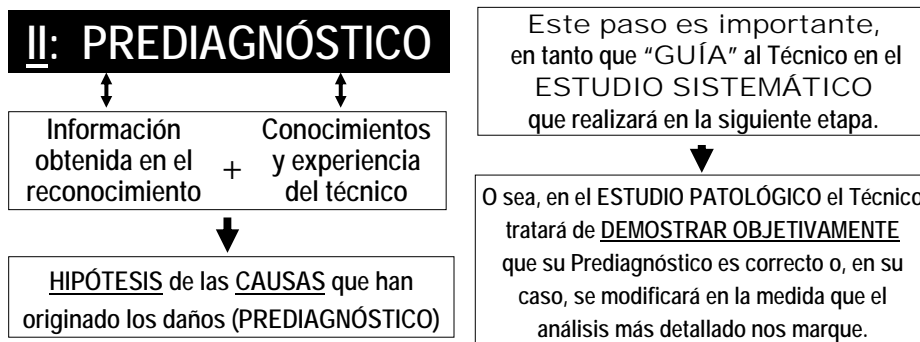 II: PREDIAGNÓSTICO
Información
obtenida en el
reconocimiento
+
Conocimientos
y experiencia
del técnico
HIPÓTESIS de las CAUSAS que han
originado los daños (PREDIAGNÓSTICO)
Este paso es importante,
en tanto que “GUÍA” al Técnico en el
ESTUDIO SISTEMÁTICO
que realizará en la siguiente etapa.
O sea, en el ESTUDIO PATOLÓGICO el Técnico
tratará de DEMOSTRAR OBJETIVAMENTE
que su Prediagnóstico es correcto o, en su
caso, se modificará en la medida que el
análisis más detallado nos marque.